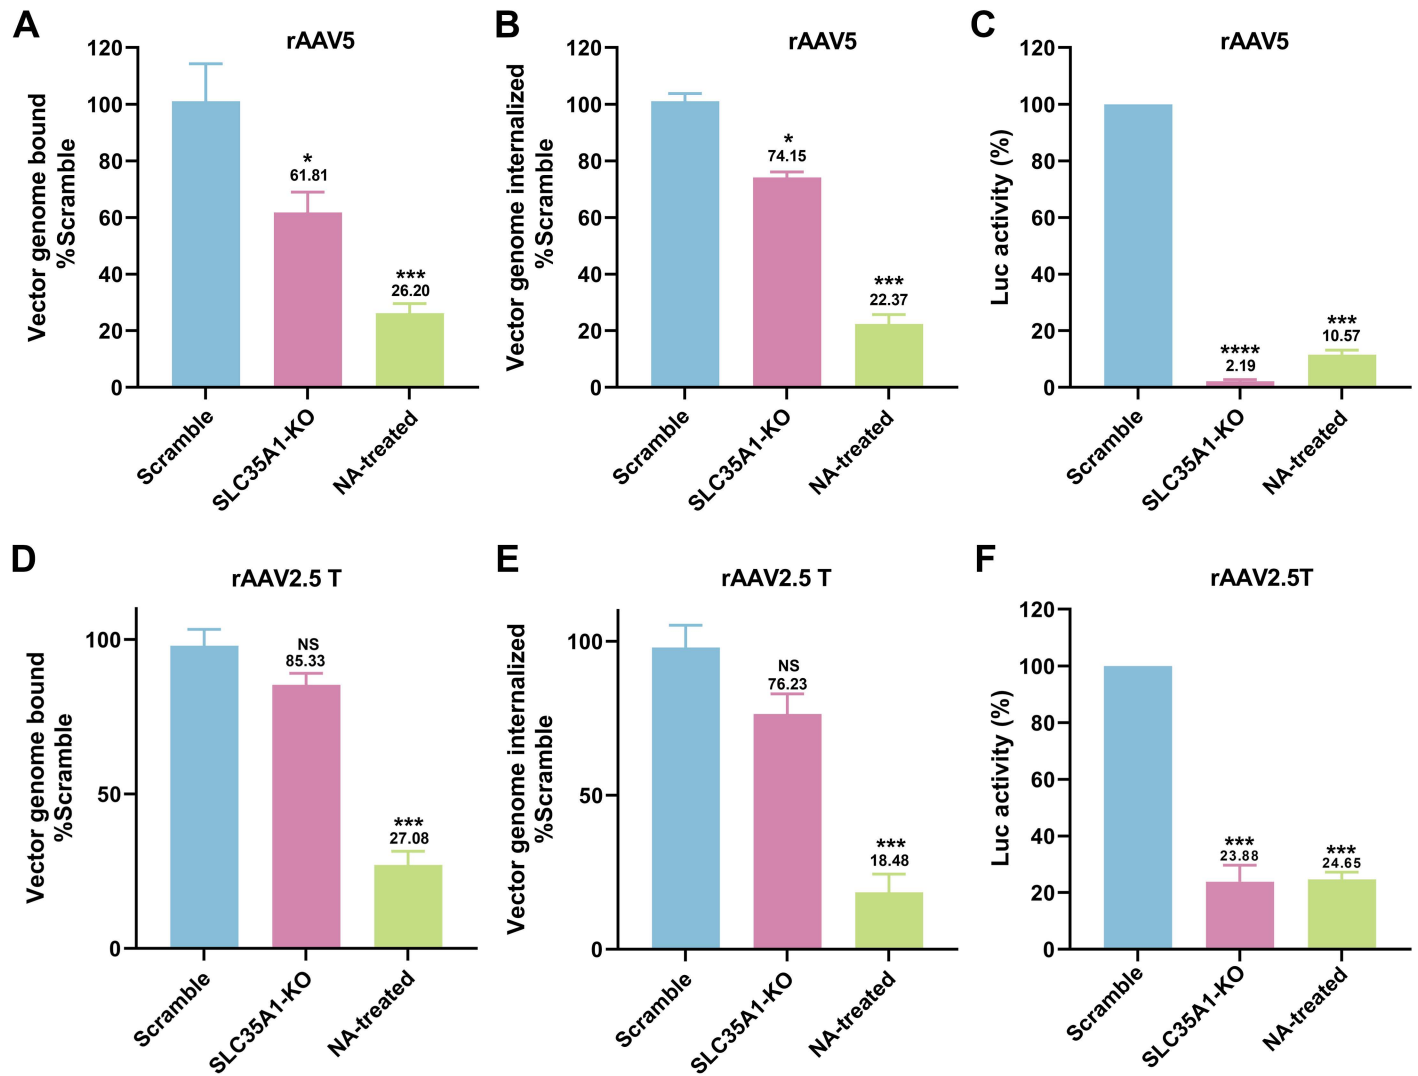 A
rAAV5
Vector genome bound
%Scramble
120
100
80
60
40
20
0
*
61.81
***
26.20
Scramble
SLC35A1-KO
NA-treated
B
rAAV5
Vector genome internalized
%Scramble
120
100
80
60
40
20
0
*
74.15
***
22.37
Scramble
SLC35A1-KO
NA-treated
C
rAAV5
Luc activity (%)
120
100
80
60
40
20
0
****
2.19
***
10.57
Scramble
SLC35A1-KO
NA-treated
D
rAAV2.5 T
Vector genome bound
%Scramble
100
50
0
NS
85.33
***
27.08
Scramble
SLC35A1-KO
NA-treated
E
rAAV2.5 T
Vector genome internalized
%Scramble
100
50
0
NS
76.23
***
18.48
Scramble
SLC35A1-KO
NA-treated
F
rAAV2.5T
Luc activity (%)
120
100
80
60
40
20
0
***
23.88
***
24.65
Scramble
SLC35A1-KO
NA-treated